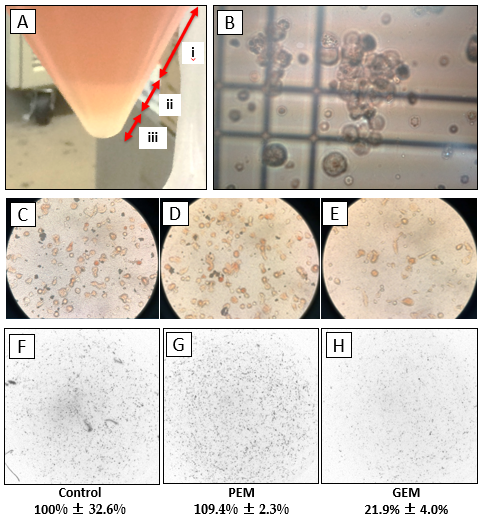 A
i
ii
iii
B
C
D
E
F
G
H
Control
PEM
GEM
100% ± 32.6%
109.4% ± 2.3%
21.9% ± 4.0%